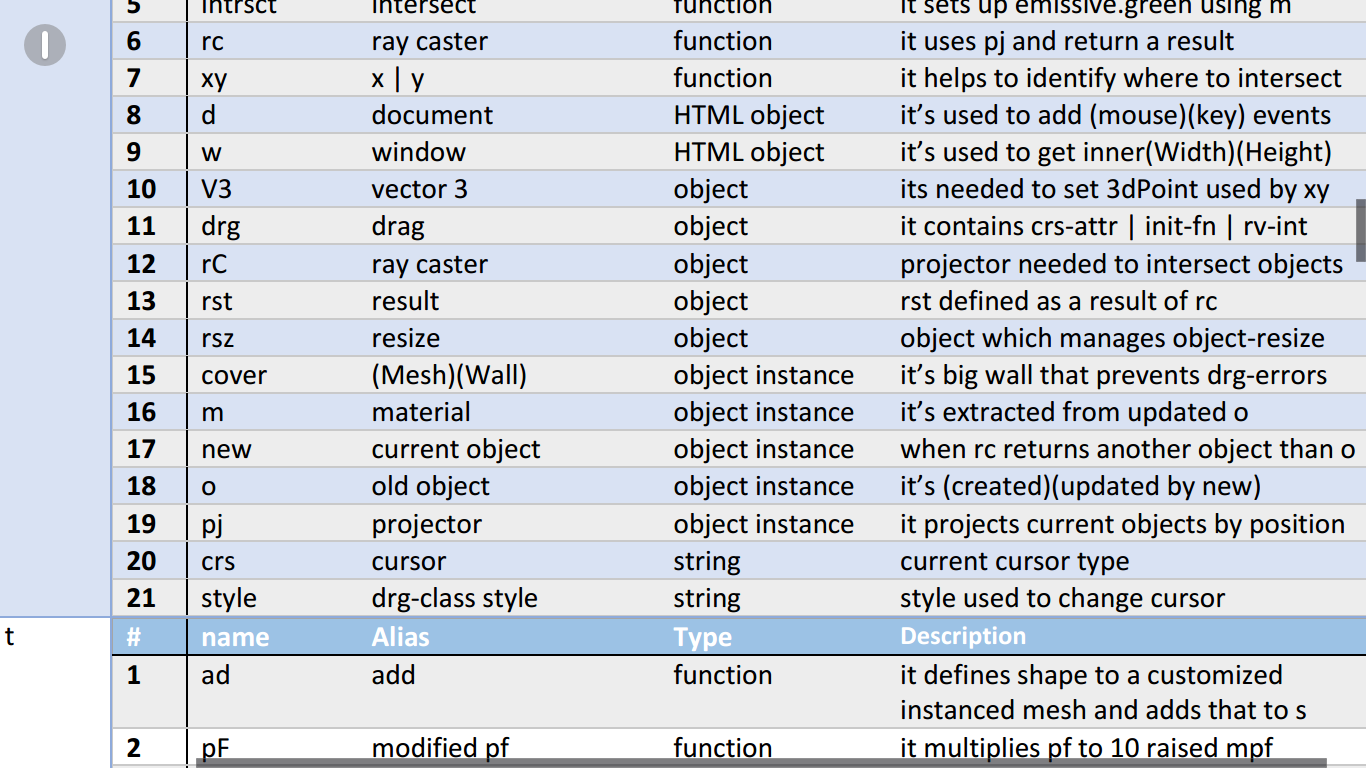 5 intrsct intersect function it sets up emissive.green using m
6 rc ray caster function it uses pj and return a result
7 xy x | y function it helps to identify where to intersect
8 d document HTML object it’s used to add (mouse)(key) events
9 w window HTML object it’s used to get inner(Width)(Height)
10 V3 vector 3 object its needed to set 3dPoint used by xy
11 drg drag object it contains crs-attr | init-fn | rv-int
12 rC ray caster object projector needed to intersect objects
13 rst result object rst defined as a result of rc
14 rsz resize object object which manages object-resize
15 cover (Mesh)(Wall) object instance it’s big wall that prevents drg-errors
16 m material object instance it’s extracted from updated o
17 new current object object instance when rc returns another object than o
18 o old object object instance it’s (created)(updated by new)
19 pj projector object instance it projects current objects by position
20 crs cursor string current cursor type
21 style drg-class style string style used to change cursor
t # name Alias Type Description
1 ad add function it defines shape to a customized
instanced mesh and adds that to s
2 pF modified pf function it multiplies pf to 10 raised mpf